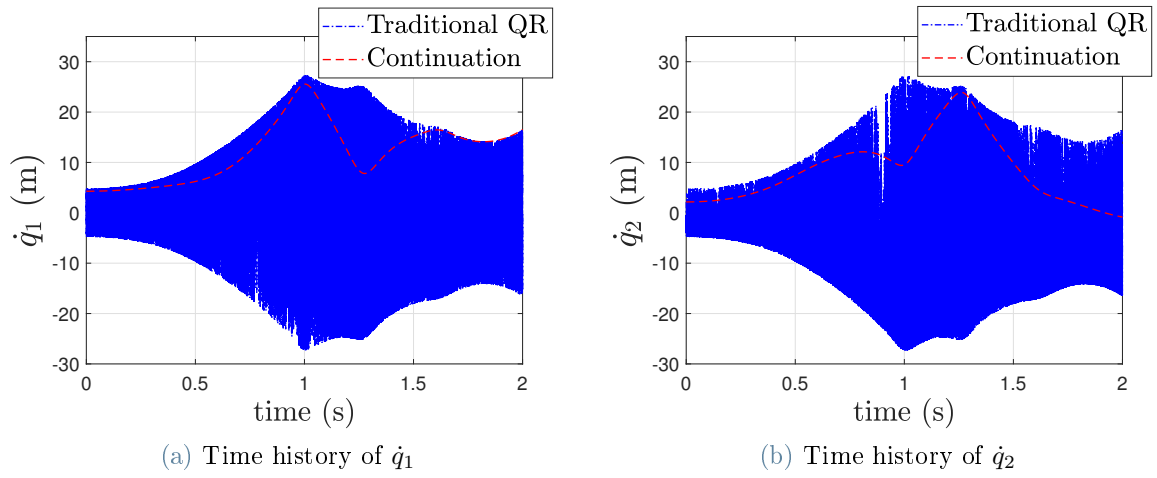 Traditional QR
Continuation
30
20
10
0
-10
-20
-30
q̇₁ (m)
0 0.5 1 1.5 2
time (s)
(a) Time history of q̇₁
Traditional QR
Continuation
30
20
10
0
-10
-20
-30
q̇₂ (m)
0 0.5 1 1.5 2
time (s)
(b) Time history of q̇₂